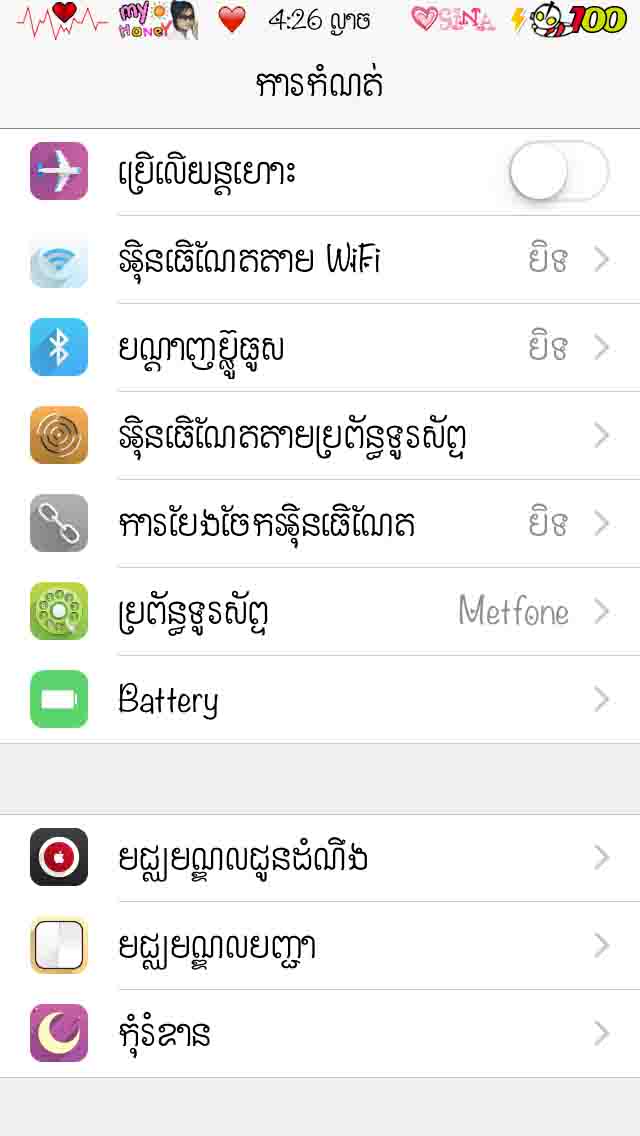 my Honey 4:26 ល្ងាច SINA 100
ការកំណត់
ប្រើលើយន្តហោះ
អ៊ិនធើណែតតាម WiFi បិទ
បណ្តាញប៊្លូធូស បិទ
អ៊ិនធើណែតតាមប្រព័ន្ធទូរស័ព្ទ
ការបែងចែកអ៊ិនធើណែត បិទ
ប្រព័ន្ធទូរស័ព្ទ Metfone
Battery
មជ្ឈមណ្ឌលជូនដំណឹង
មជ្ឈមណ្ឌលបញ្ជា
កុំរំខាន